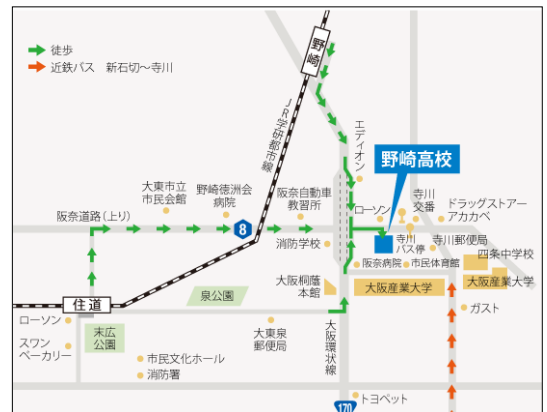 徒歩
近鉄バス 新石切〜寺川
野崎
JR学研都市線
エディオン
野崎高校
大東市立
市民会館
野崎徳洲会
病院
阪奈自動車
教習所
ローソン
寺川
交番
ドラッグストアー
アカカベ
阪奈道路(上り)
8
消防学校
寺川
バス停
寺川郵便局
四条中学校
阪奈病院
市民体育館
大阪産業大学
大阪産業大学
大阪桐蔭
本館
泉公園
住道
ローソン
末広
公園
大東泉
郵便局
大阪環状線
ガスト
スワン
ベーカリー
市民文化ホール
消防署
トヨペット
170